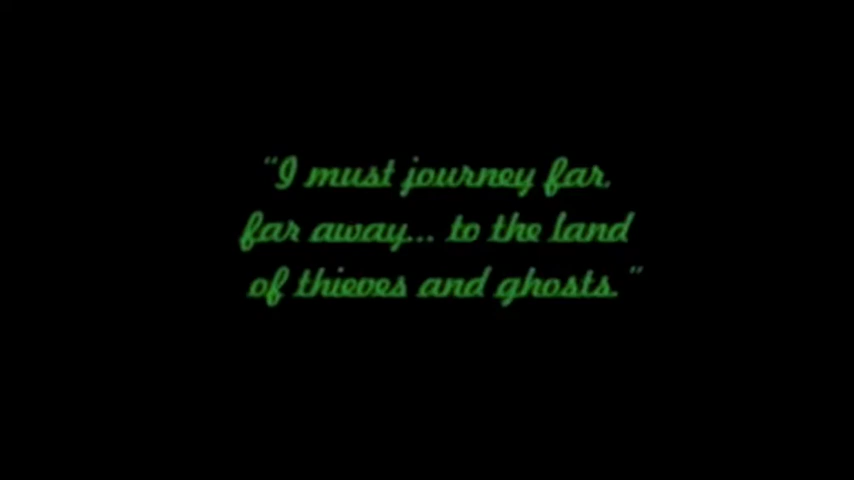 "I must journey far,
far away... to the land
of thieves and ghosts."